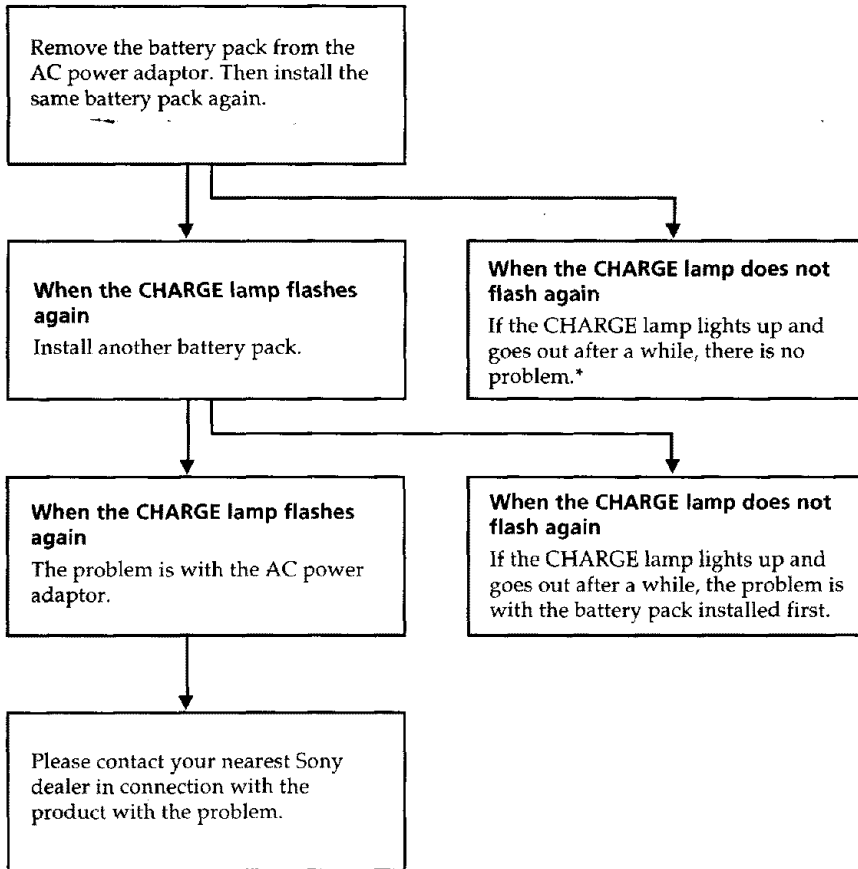 Remove the battery pack from the
AC power adaptor. Then install the
same battery pack again.
When the CHARGE lamp flashes
again
Install another battery pack.
When the CHARGE lamp does not
flash again
If the CHARGE lamp lights up and
goes out after a while, there is no
problem.*
When the CHARGE lamp flashes
again
The problem is with the AC power
adaptor.
When the CHARGE lamp does not
flash again
If the CHARGE lamp lights up and
goes out after a while, the problem is
with the battery pack installed first.
Please contact your nearest Sony
dealer in connection with the
product with the problem.